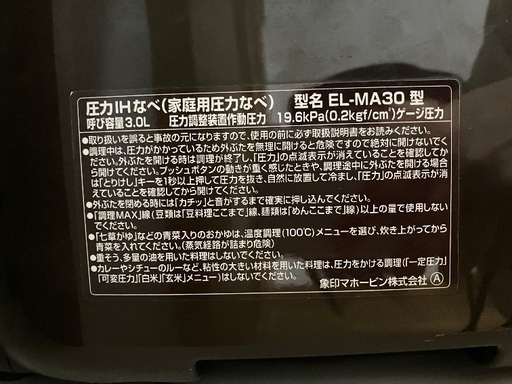 圧力IHなべ(家庭用圧力なべ) 型名 EL-MA30 型
呼び容量3.0L 圧力調整装置作動圧力 19.6kPa(0.2kgf/cm²)ゲージ圧力
●取り扱いを誤ると事故の元になりますので、使用の前に必ず取扱説明書をお読みください。
●調理中は、圧力がかかっているため外ぶたを無理に開けると危険ですので絶対に開けないでく
ださい。外ぶたを開ける時は調理が終了し、「圧力」の点滅表示が消えていることを確認してか
ら開けてください。プッシュボタンの動きが重く感じたときや、調理途中に外ぶたを開ける場合
は「とりけし」キーを1秒以上押して圧力を抜き、自然に放置して冷まし、「圧力」の点滅表示が消
えていることを確認してから開けてください。
●外ぶたを閉める時は「カチッ」と音がするまで確実に押し込んでください。
●「調理MAX」線(豆類は「豆料理ここまで」線、麺類は「めんここまで」線)以上の量で使用しない
でください。
●「七草がゆ」などの青菜入りのおかゆは、温度調理(100℃)メニューを選び、炊き上がってから
青菜を入れてください。(蒸気経路が詰まり危険)
●重そう、多量の油を用いた料理はしないでください。
●カレーやシチューのルーなど、粘性の大きい材料を用いた料理は、圧力をかける調理(「一定圧力」
「可変圧力」「白米」「玄米」メニュー)はしないでください。
象印マホービン株式会社 Ⓐ